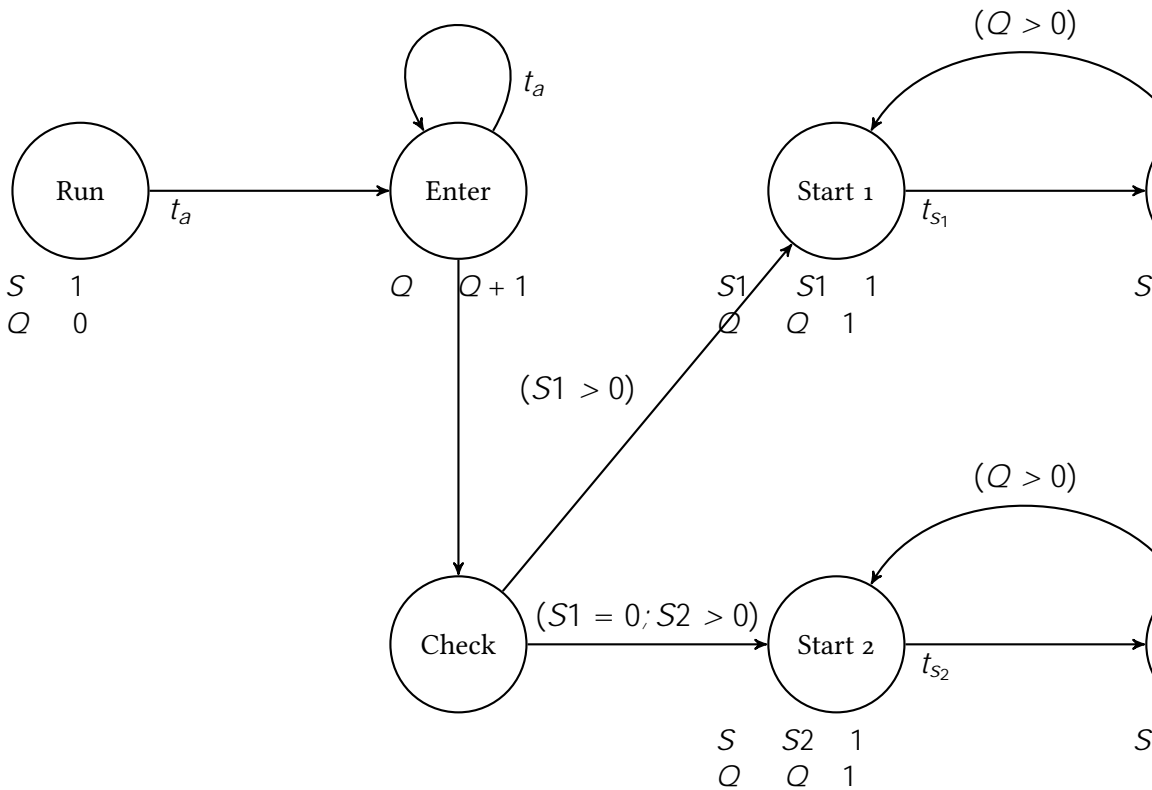 (Q > 0)
t_a
Run
Enter
Start 1
t_a
t_{s_1}
S 1
Q 0
Q Q + 1
S1 S1 1
Q Q 1
S
(S1 > 0)
(Q > 0)
(S1 = 0; S2 > 0)
Check
Start 2
t_{s_2}
S S2 1
Q Q 1
S